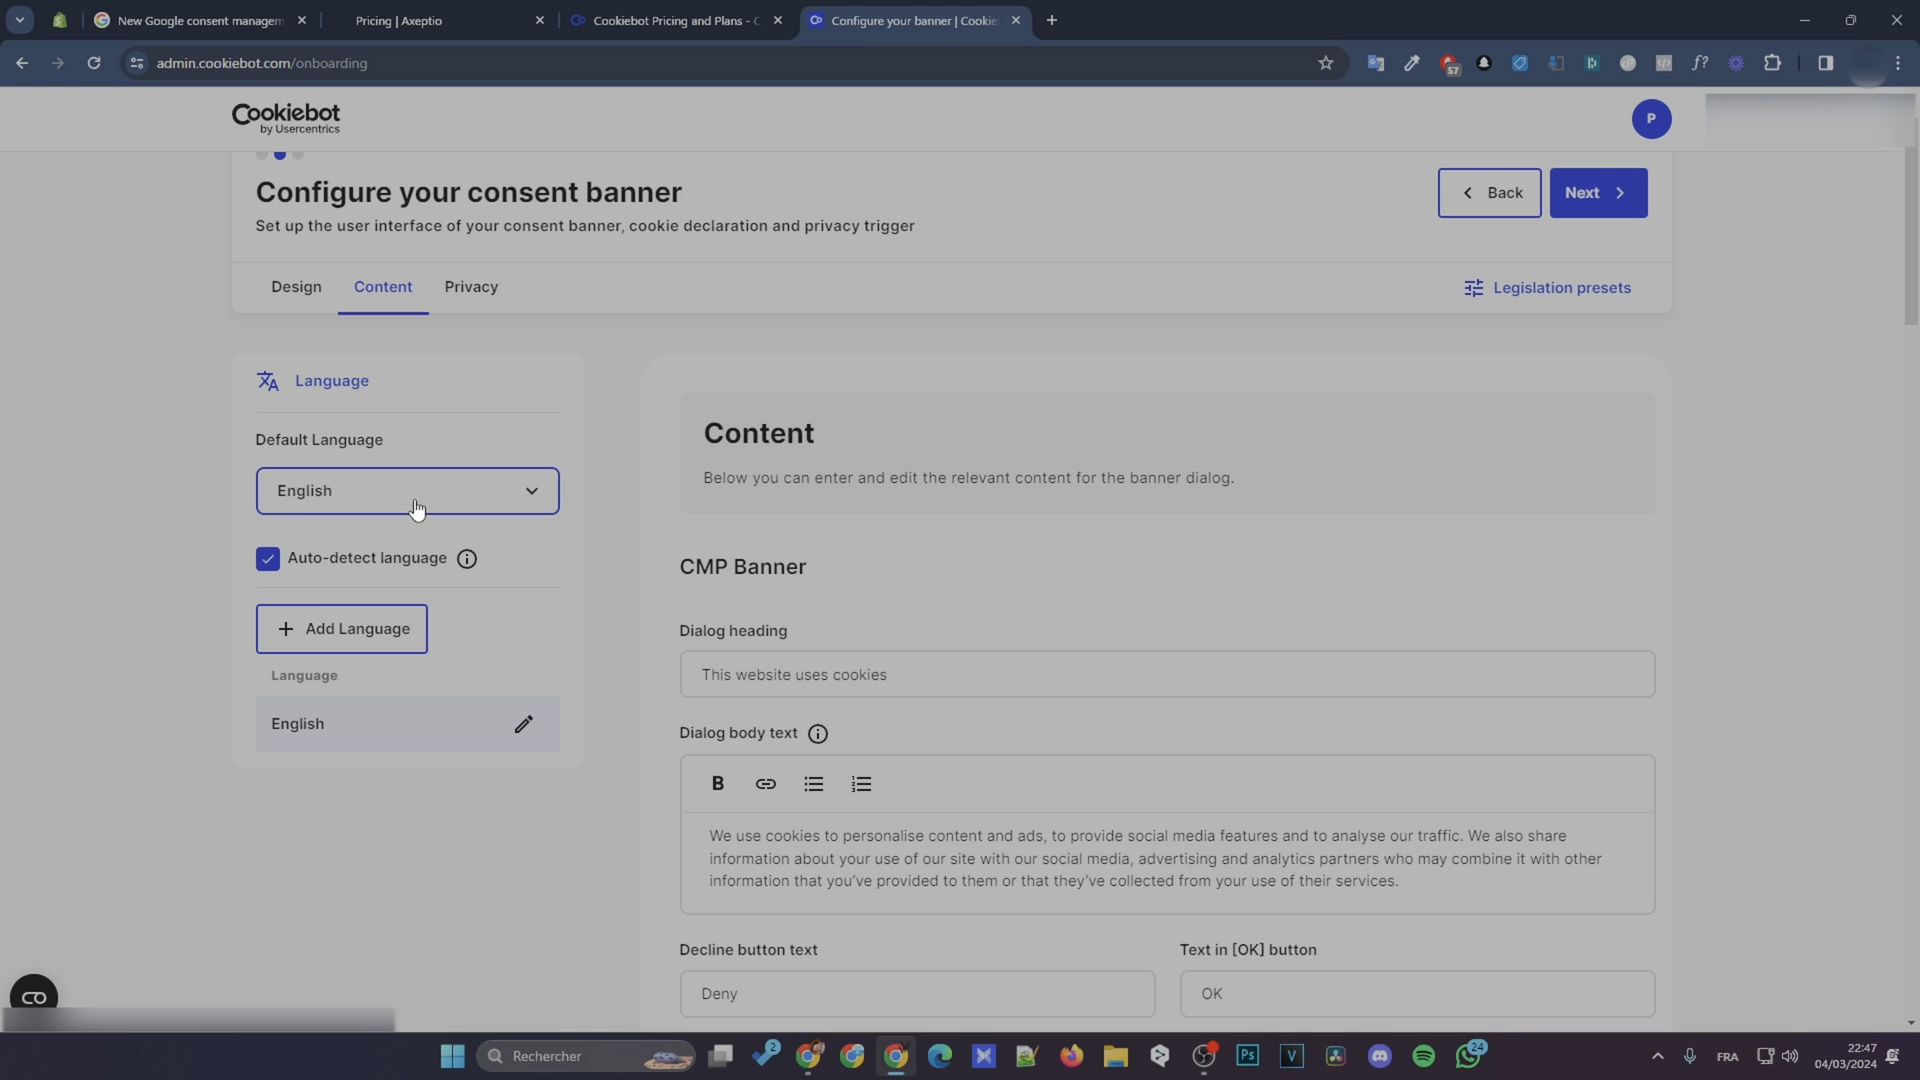 New Google consent managem
Pricing | Axeptio
Cookiebot Pricing and Plans - C
Configure your banner | Cookie
admin.cookiebot.com/onboarding
57
Cookiebot
by Usercentrics
P
Configure your consent banner
Back
Next
Set up the user interface of your consent banner, cookie declaration and privacy trigger
Design
Content
Privacy
Legislation presets
Language
Default Language
English
Auto-detect language
Add Language
Language
English
Content
Below you can enter and edit the relevant content for the banner dialog.
CMP Banner
Dialog heading
This website uses cookies
Dialog body text
B
We use cookies to personalise content and ads, to provide social media features and to analyse our traffic. We also share
information about your use of our site with our social media, advertising and analytics partners who may combine it with other
information that you've provided to them or that they've collected from your use of their services.
Decline button text
Text in [OK] button
Deny
OK
Rechercher
2
Ps
V
24
FRA
22:47
04/03/2024